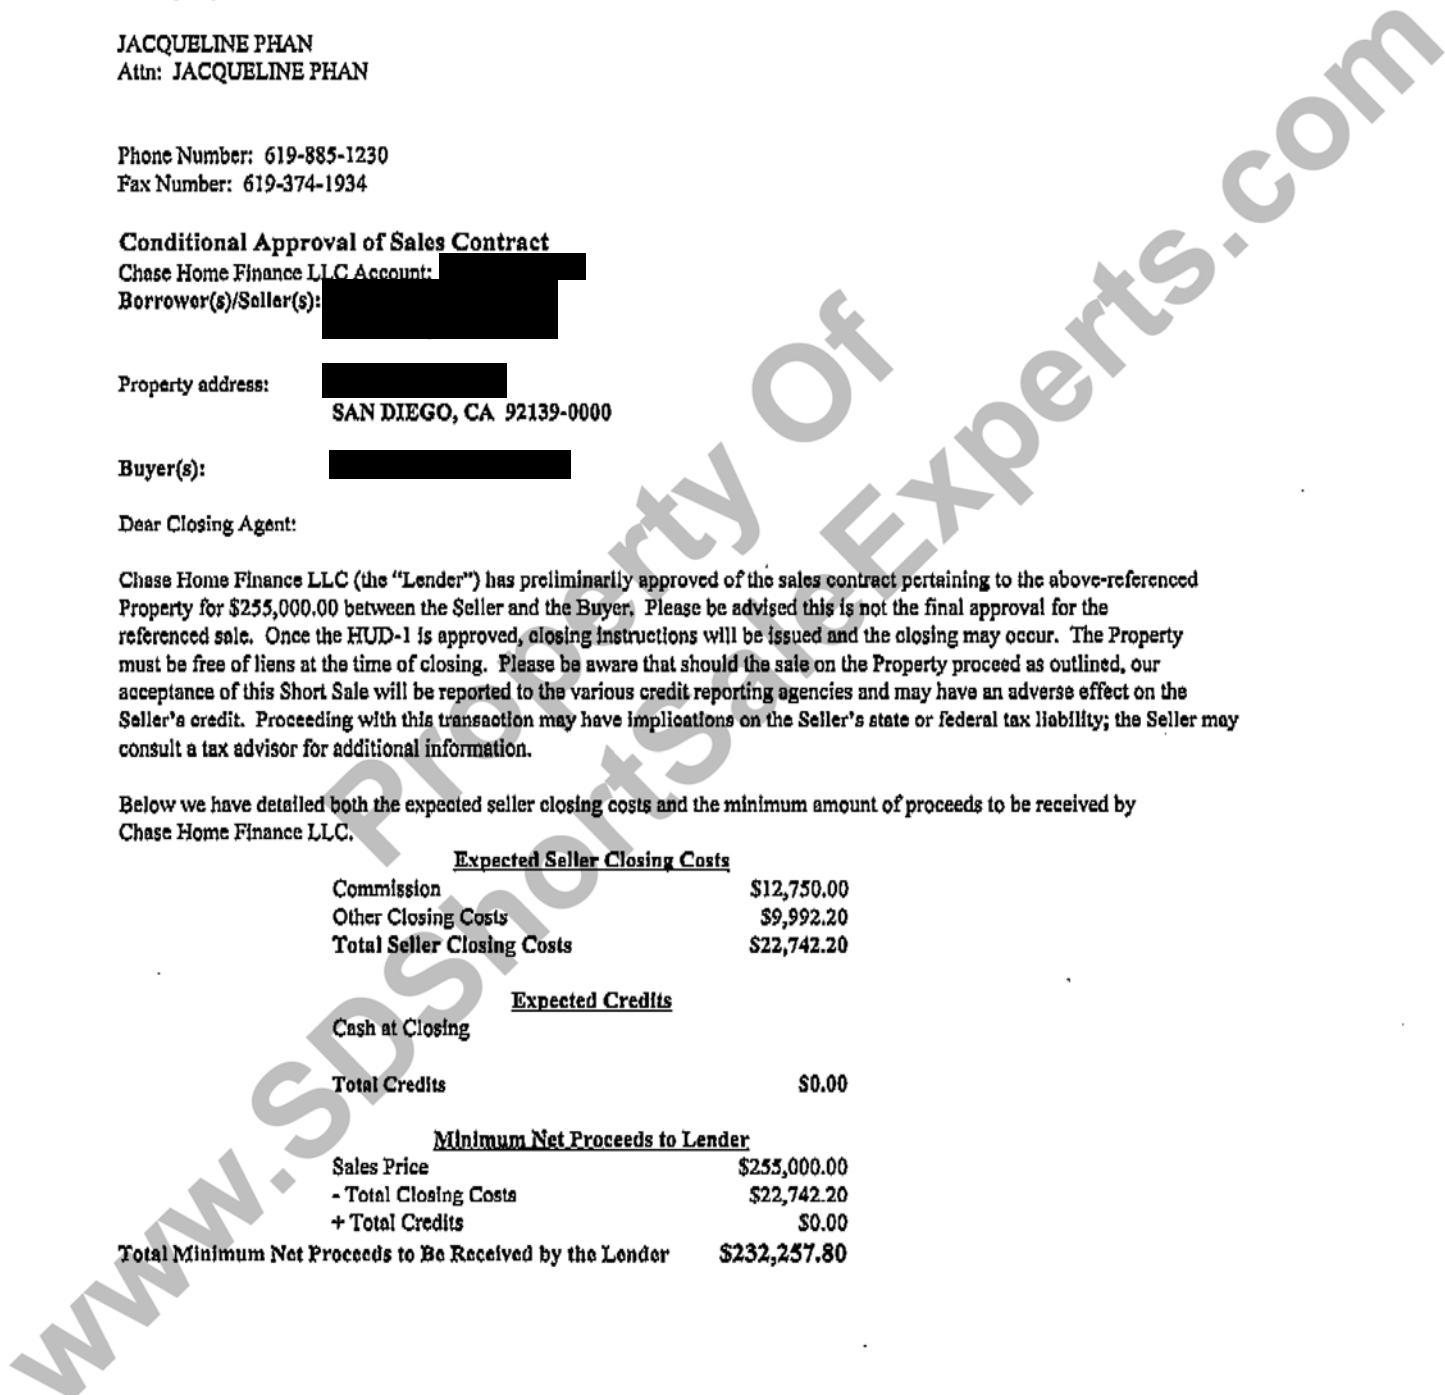 JACQUELINE PHAN
Attn: JACQUELINE PHAN
Phone Number: 619-885-1230
Fax Number: 619-374-1934
Conditional Approval of Sales Contract
Chase Home Finance LLC Account:
Borrower(s)/Seller(s):
Property address:
SAN DIEGO, CA 92139-0000
Buyer(s):
Dear Closing Agent:
Chase Home Finance LLC (the “Lender”) has preliminarily approved of the sales contract pertaining to the above-referenced
Property for $255,000.00 between the Seller and the Buyer. Please be advised this is not the final approval for the
referenced sale. Once the HUD-1 is approved, closing instructions will be issued and the closing may occur. The Property
must be free of liens at the time of closing. Please be aware that should the sale on the Property proceed as outlined, our
acceptance of this Short Sale will be reported to the various credit reporting agencies and may have an adverse effect on the
Seller's credit. Proceeding with this transaction may have implications on the Seller's state or federal tax liability; the Seller may
consult a tax advisor for additional information.
Below we have detailed both the expected seller closing costs and the minimum amount of proceeds to be received by
Chase Home Finance LLC.
Expected Seller Closing Costs
Commission $12,750.00
Other Closing Costs $9,992.20
Total Seller Closing Costs $22,742.20
Expected Credits
Cash at Closing
Total Credits $0.00
Minimum Net Proceeds to Lender
Sales Price $255,000.00
- Total Closing Costs $22,742.20
+ Total Credits $0.00
Total Minimum Net Proceeds to Be Received by the Lender $232,257.80
Property Of
www.SDShortSaleExperts.com